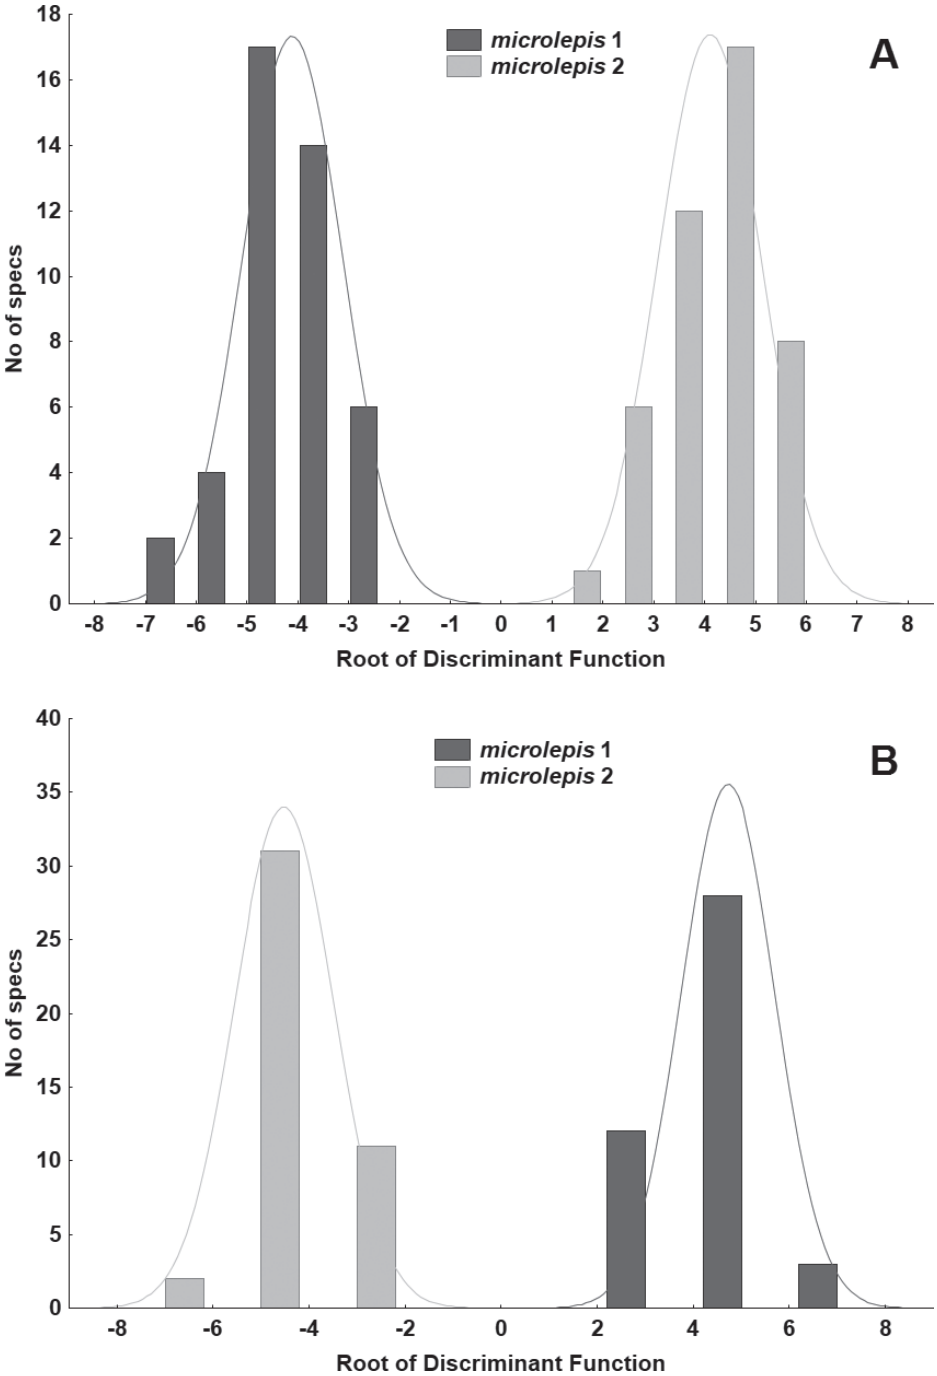 18
microlepis 1
microlepis 2
A
16
14
12
10
8
6
4
2
0
No of specs
-8 -7 -6 -5 -4 -3 -2 -1 0 1 2 3 4 5 6 7 8
Root of Discriminant Function
40
microlepis 1
microlepis 2
B
35
30
25
20
15
10
5
0
No of specs
-8 -6 -4 -2 0 2 4 6 8
Root of Discriminant Function